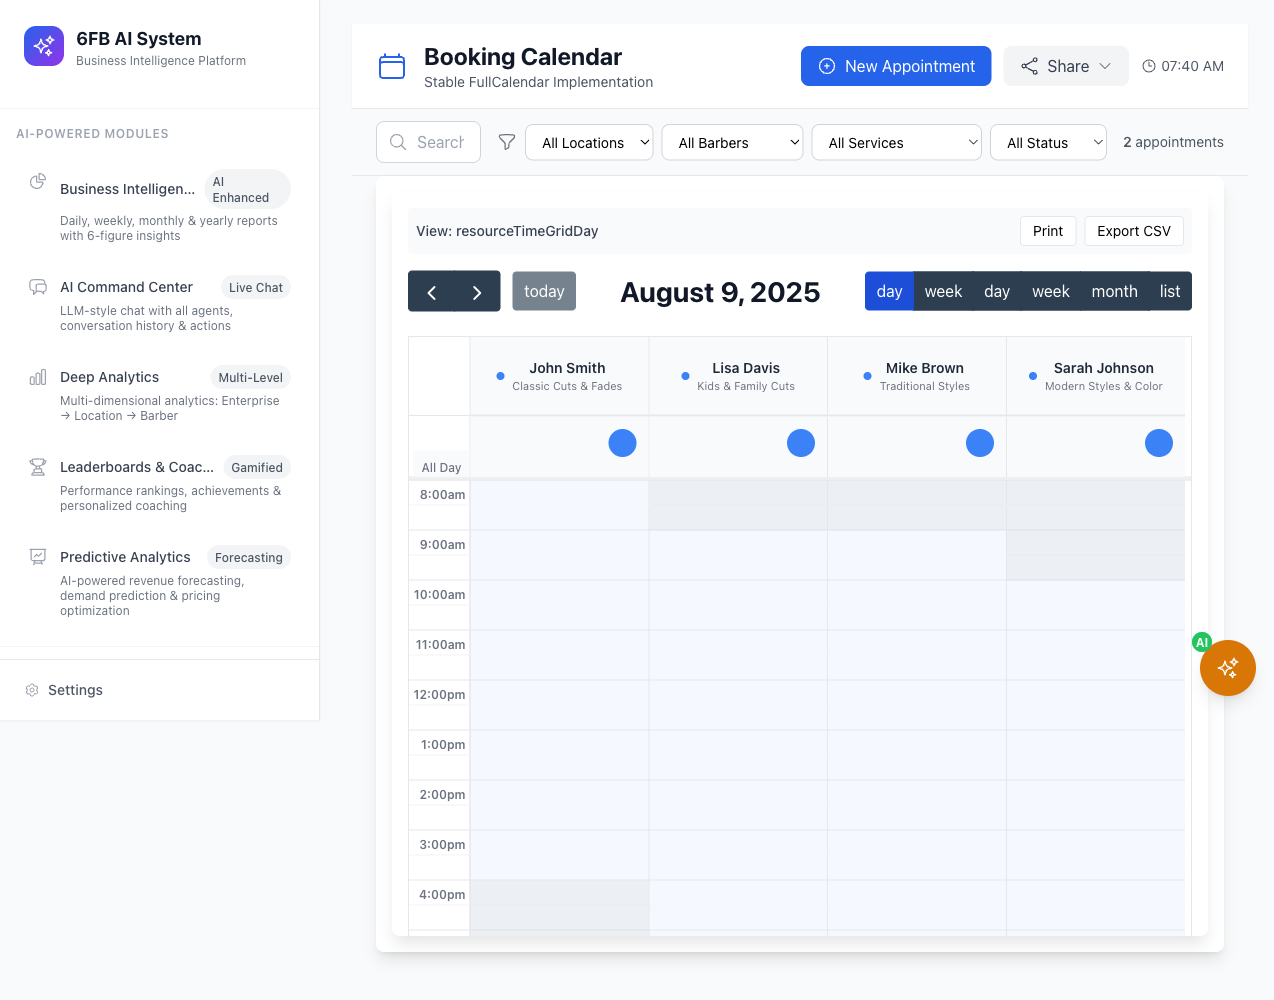 6FB AI System
Business Intelligence Platform
AI-POWERED MODULES
Business Intelligen...
AI
Enhanced
Daily, weekly, monthly & yearly reports
with 6-figure insights
AI Command Center
Live Chat
LLM-style chat with all agents,
conversation history & actions
Deep Analytics
Multi-Level
Multi-dimensional analytics: Enterprise
→ Location → Barber
Leaderboards & Coac...
Gamified
Performance rankings, achievements &
personalized coaching
Predictive Analytics
Forecasting
AI-powered revenue forecasting,
demand prediction & pricing
optimization
Settings
Booking Calendar
Stable FullCalendar Implementation
New Appointment
Share
07:40 AM
Search
All Locations
All Barbers
All Services
All Status
2 appointments
View: resourceTimeGridDay
Print
Export CSV
today
August 9, 2025
day
week
day
week
month
list
John Smith
Classic Cuts & Fades
Lisa Davis
Kids & Family Cuts
Mike Brown
Traditional Styles
Sarah Johnson
Modern Styles & Color
All Day
8:00am
9:00am
10:00am
11:00am
12:00pm
1:00pm
2:00pm
3:00pm
4:00pm
AI